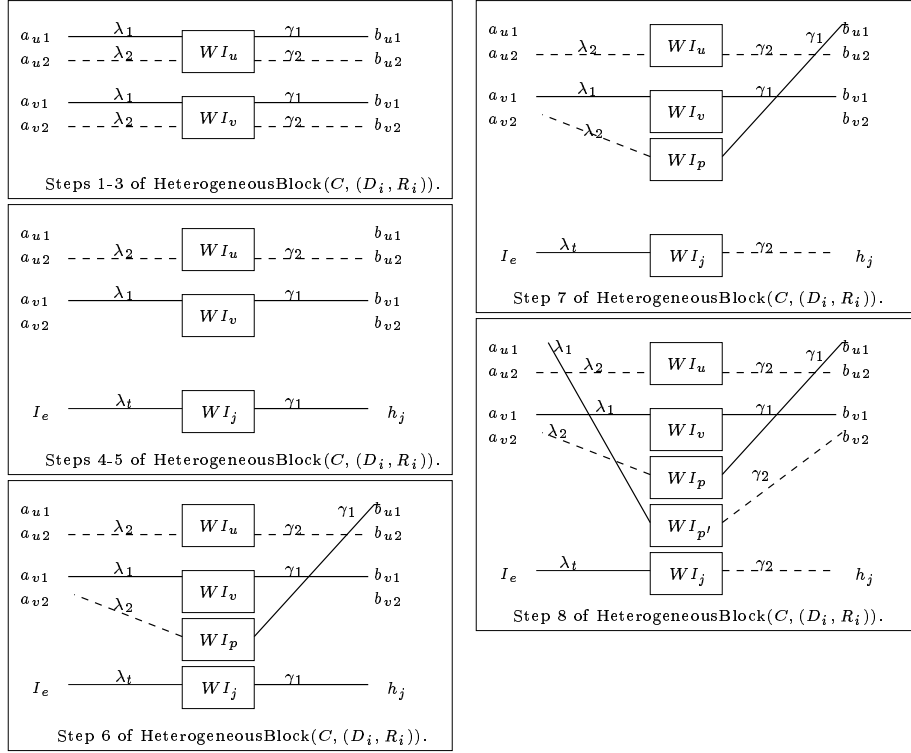 a_{u1} λ_1 WI_u γ_1 b_{u1}
a_{u2} λ_2 γ_2 b_{u2}
a_{v1} λ_1 WI_v γ_1 b_{v1}
a_{v2} λ_2 γ_2 b_{v2}
Steps 1-3 of HeterogeneousBlock(C, (D_i, R_i)).
a_{u1} b_{u1}
a_{u2} λ_2 WI_u γ_2 b_{u2}
a_{v1} λ_1 WI_v γ_1 b_{v1}
a_{v2} b_{v2}
I_e λ_t WI_j γ_1 h_j
Steps 4-5 of HeterogeneousBlock(C, (D_i, R_i)).
a_{u1} γ_1 b_{u1}
a_{u2} λ_2 WI_u γ_2 b_{u2}
a_{v1} λ_1 WI_v γ_1 b_{v1}
a_{v2} λ_2 b_{v2}
WI_p
I_e λ_t WI_j γ_1 h_j
Step 6 of HeterogeneousBlock(C, (D_i, R_i)).
a_{u1} γ_1 b_{u1}
a_{u2} λ_2 WI_u γ_2 b_{u2}
a_{v1} λ_1 WI_v γ_1 b_{v1}
a_{v2} λ_2 b_{v2}
WI_p
I_e λ_t WI_j γ_2 h_j
Step 7 of HeterogeneousBlock(C, (D_i, R_i)).
a_{u1} λ_1 γ_1 b_{u1}
a_{u2} λ_2 WI_u γ_2 b_{u2}
a_{v1} λ_1 WI_v γ_1 b_{v1}
a_{v2} λ_2 b_{v2}
WI_p γ_2
WI_{p'}
I_e λ_t WI_j γ_2 h_j
Step 8 of HeterogeneousBlock(C, (D_i, R_i)).